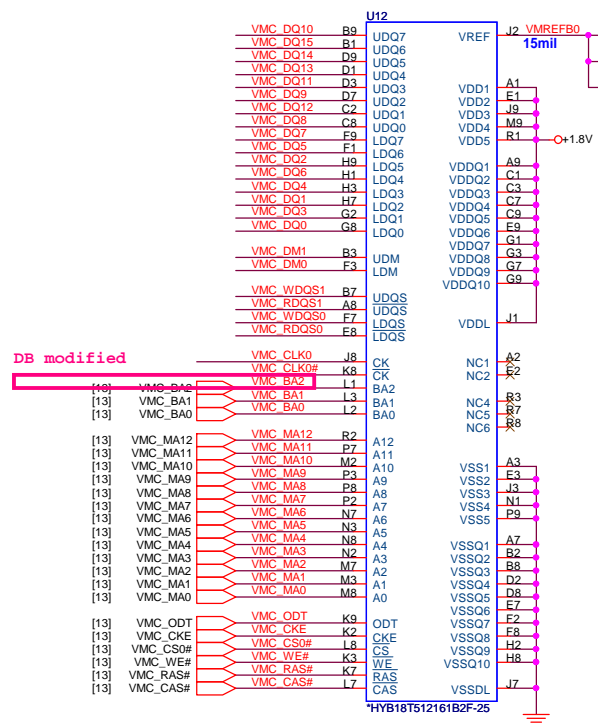 U12
VMC_DQ10 B9 UDQ7 VREF J2 VMREFB0
VMC_DQ15 B1 UDQ6 15mil
VMC_DQ14 D9 UDQ5
VMC_DQ13 D1 UDQ4
VMC_DQ11 D3 UDQ3 VDD1 A1
VMC_DQ9 D7 UDQ2 VDD2 E1
VMC_DQ12 C2 UDQ1 VDD3 J9
VMC_DQ8 C8 UDQ0 VDD4 M9
VMC_DQ7 F9 LDQ7 VDD5 R1 +1.8V
VMC_DQ5 F1 LDQ6
VMC_DQ2 H9 LDQ5 VDDQ1 A9
VMC_DQ6 H1 LDQ4 VDDQ2 C1
VMC_DQ4 H3 LDQ3 VDDQ3 C3
VMC_DQ1 H7 LDQ2 VDDQ4 C7
VMC_DQ3 G2 LDQ1 VDDQ5 C9
VMC_DQ0 G8 LDQ0 VDDQ6 E9
VDDQ7 G1
VMC_DM1 B3 UDM VDDQ8 G3
VMC_DM0 F3 LDM VDDQ9 G7
VDDQ10 G9
VMC_WDQS1 B7 UDQS
VMC_RDQS1 A8 UDQS
VMC_WDQS0 F7 LDQS VDDL J1
VMC_RDQS0 E8 LDQS
DB modified
VMC_CLK0 J8 CK NC1 A2
VMC_CLK0# K8 CK NC2 E2
[13] VMC_BA2 VMC_BA2 L1 BA2
[13] VMC_BA1 VMC_BA1 L3 BA1 NC4 R3
[13] VMC_BA0 VMC_BA0 L2 BA0 NC5 R7
NC6 R8
[13] VMC_MA12 VMC_MA12 R2 A12
[13] VMC_MA11 VMC_MA11 P7 A11
[13] VMC_MA10 VMC_MA10 M2 A10 VSS1 A3
[13] VMC_MA9 VMC_MA9 P3 A9 VSS2 E3
[13] VMC_MA8 VMC_MA8 P8 A8 VSS3 J3
[13] VMC_MA7 VMC_MA7 P2 A7 VSS4 N1
[13] VMC_MA6 VMC_MA6 N7 A6 VSS5 P9
[13] VMC_MA5 VMC_MA5 N3 A5
[13] VMC_MA4 VMC_MA4 N8 A4 VSSQ1 A7
[13] VMC_MA3 VMC_MA3 N2 A3 VSSQ2 B2
[13] VMC_MA2 VMC_MA2 M7 A2 VSSQ3 B8
[13] VMC_MA1 VMC_MA1 M3 A1 VSSQ4 D2
[13] VMC_MA0 VMC_MA0 M8 A0 VSSQ5 D8
VSSQ6 E7
[13] VMC_ODT VMC_ODT K9 ODT VSSQ7 F2
[13] VMC_CKE VMC_CKE K2 CKE VSSQ8 F8
[13] VMC_CS0# VMC_CS0# L8 CS VSSQ9 H2
[13] VMC_WE# VMC_WE# K3 WE VSSQ10 H8
[13] VMC_RAS# VMC_RAS# K7 RAS
[13] VMC_CAS# VMC_CAS# L7 CAS VSSDL J7
*HYB18T512161B2F-25